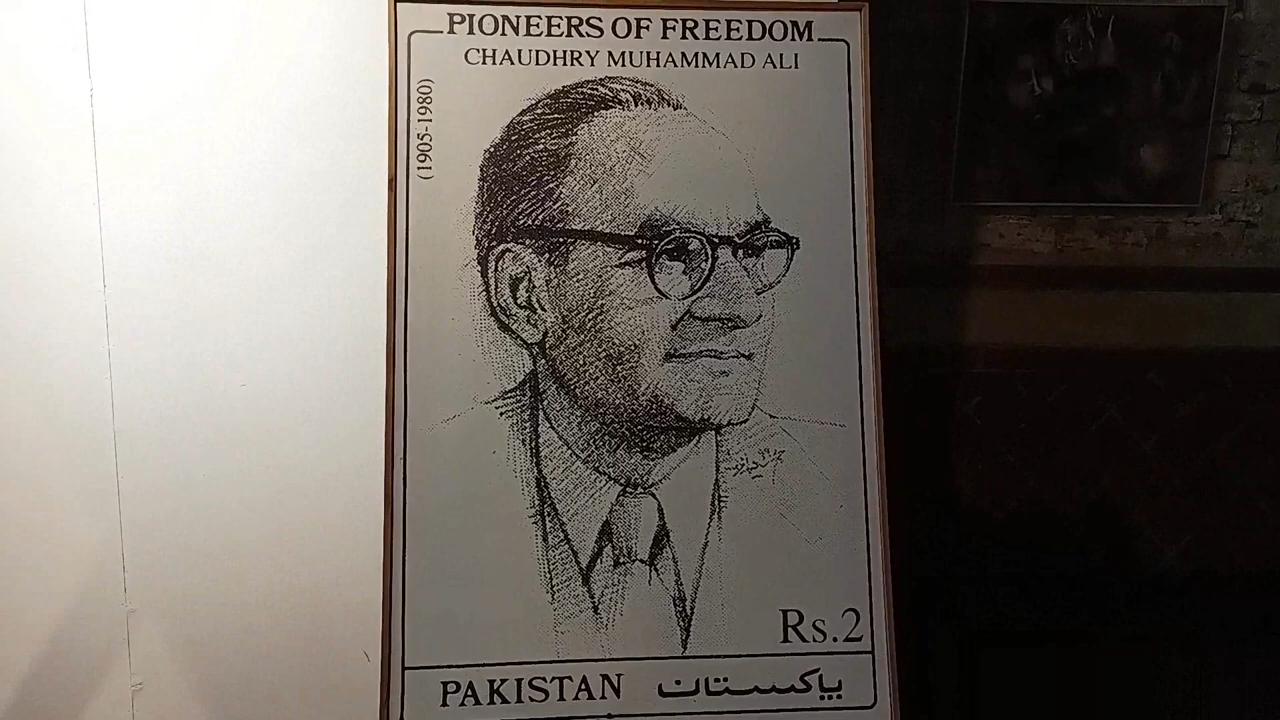 PIONEERS OF FREEDOM
CHAUDHRY MUHAMMAD ALI
(1905-1980)
Rs.2
PAKISTAN پاکستان